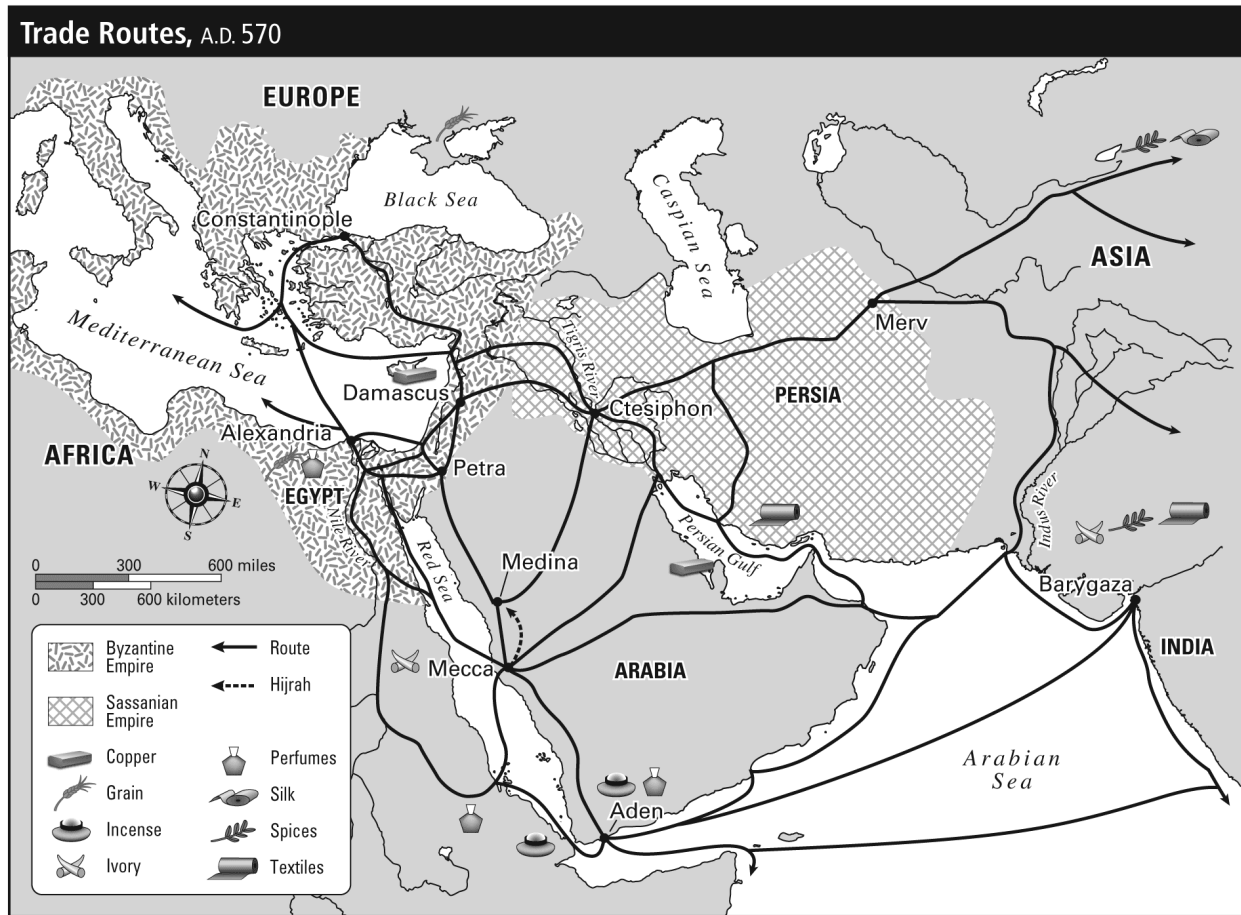 Trade Routes, A.D. 570
EUROPE
Black Sea
Constantinople
Caspian Sea
ASIA
Merv
Mediterranean Sea
Tigris River
Damascus
Ctesiphon
PERSIA
Alexandria
AFRICA
Petra
EGYPT
Nile River
N
W
E
S
Red Sea
Persian Gulf
Indus River
Medina
Barygaza
0 300 600 miles
0 300 600 kilometers
Mecca
ARABIA
INDIA
Arabian
Sea
Aden
Byzantine
Empire
Route
Hijrah
Sassanian
Empire
Copper
Perfumes
Grain
Silk
Incense
Spices
Ivory
Textiles